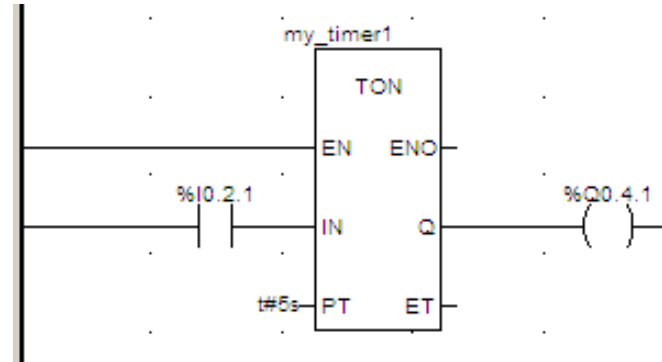 my_timer1
TON
EN ENO
%I0.2.1 %Q0.4.1
IN Q
t#5s PT ET